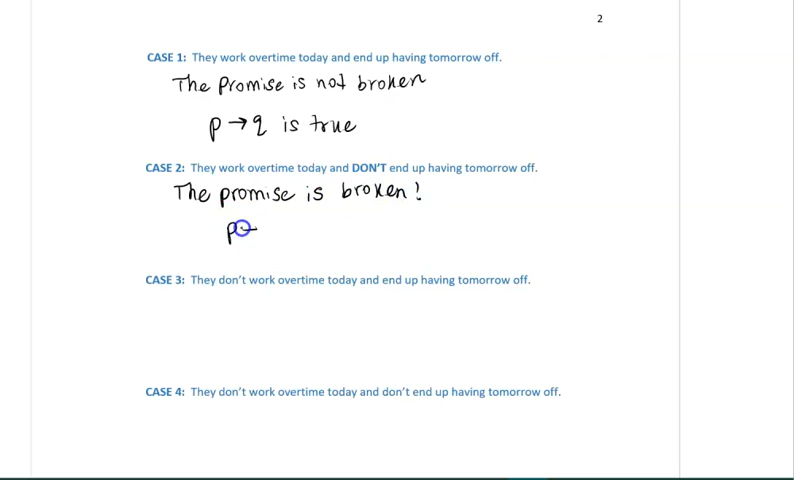 2
CASE 1: They work overtime today and end up having tomorrow off.
The promise is not broken
p → q is true
CASE 2: They work overtime today and DON'T end up having tomorrow off.
The promise is broken!
p
CASE 3: They don't work overtime today and end up having tomorrow off.
CASE 4: They don't work overtime today and don't end up having tomorrow off.